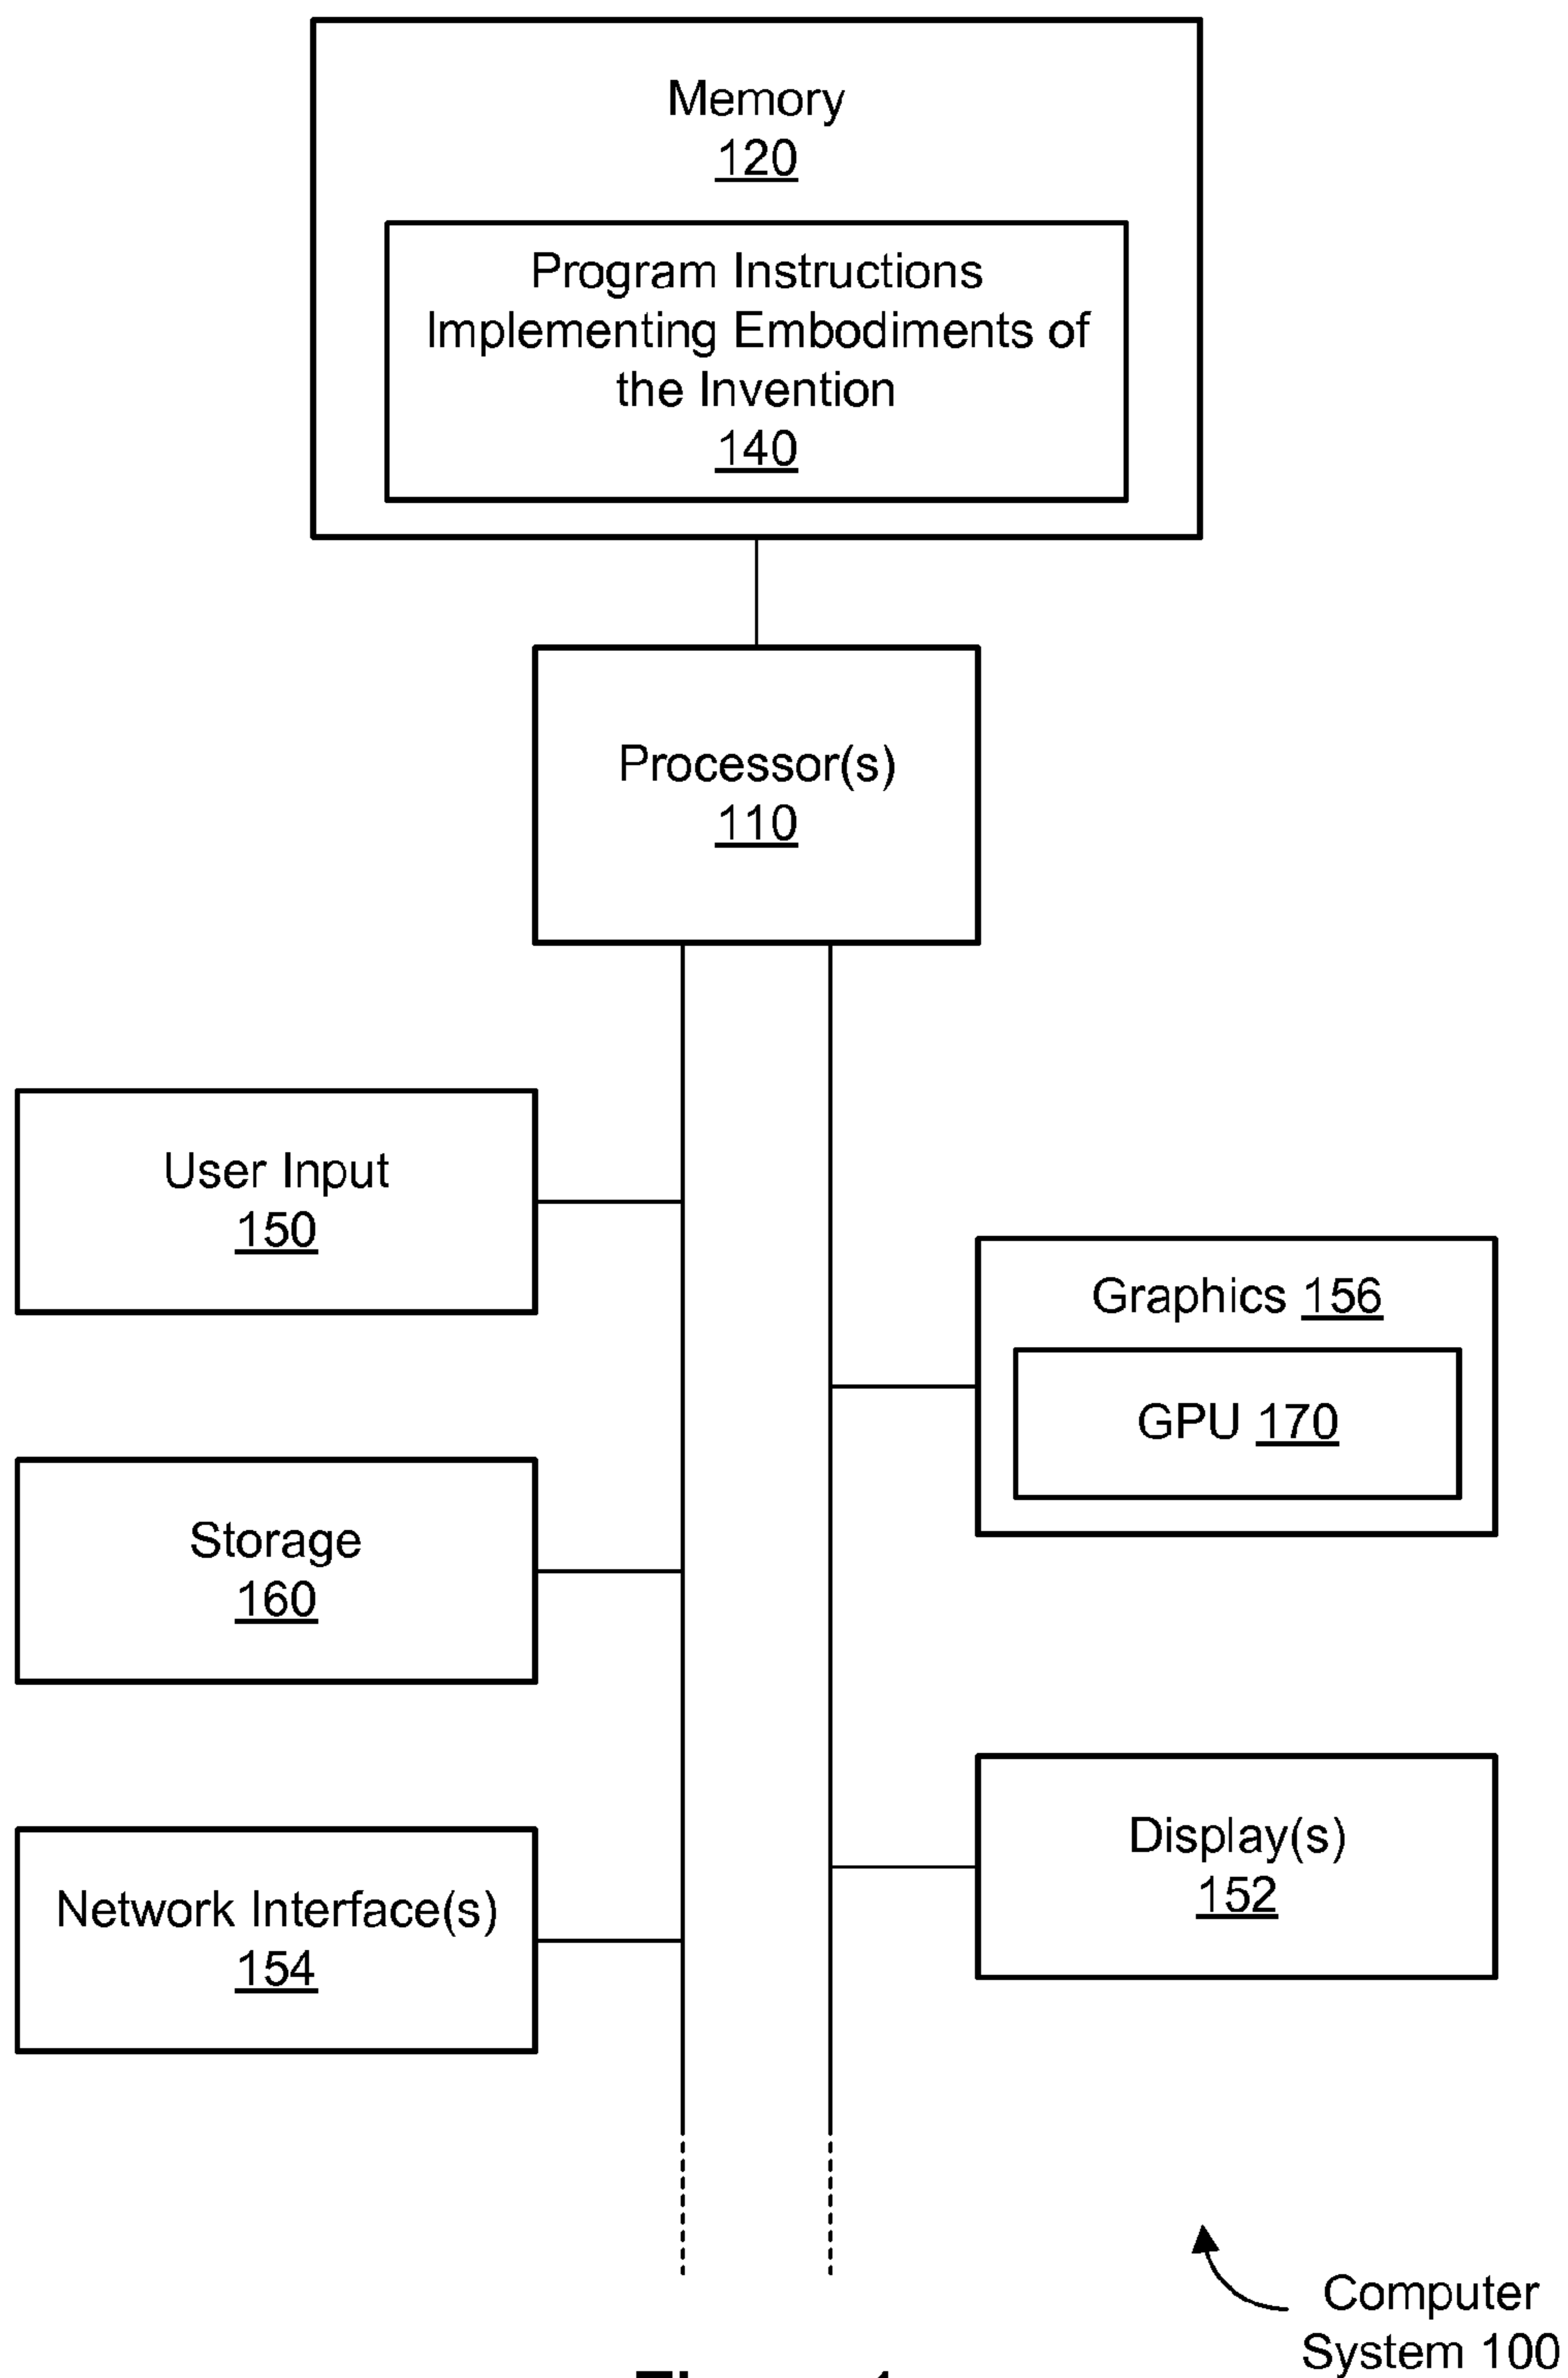 Memory
120
Program Instructions
Implementing Embodiments of
the Invention
140
Processor(s)
110
User Input
150
Graphics 156
GPU 170
Storage
160
Display(s)
152
Network Interface(s)
154
Computer
System 100